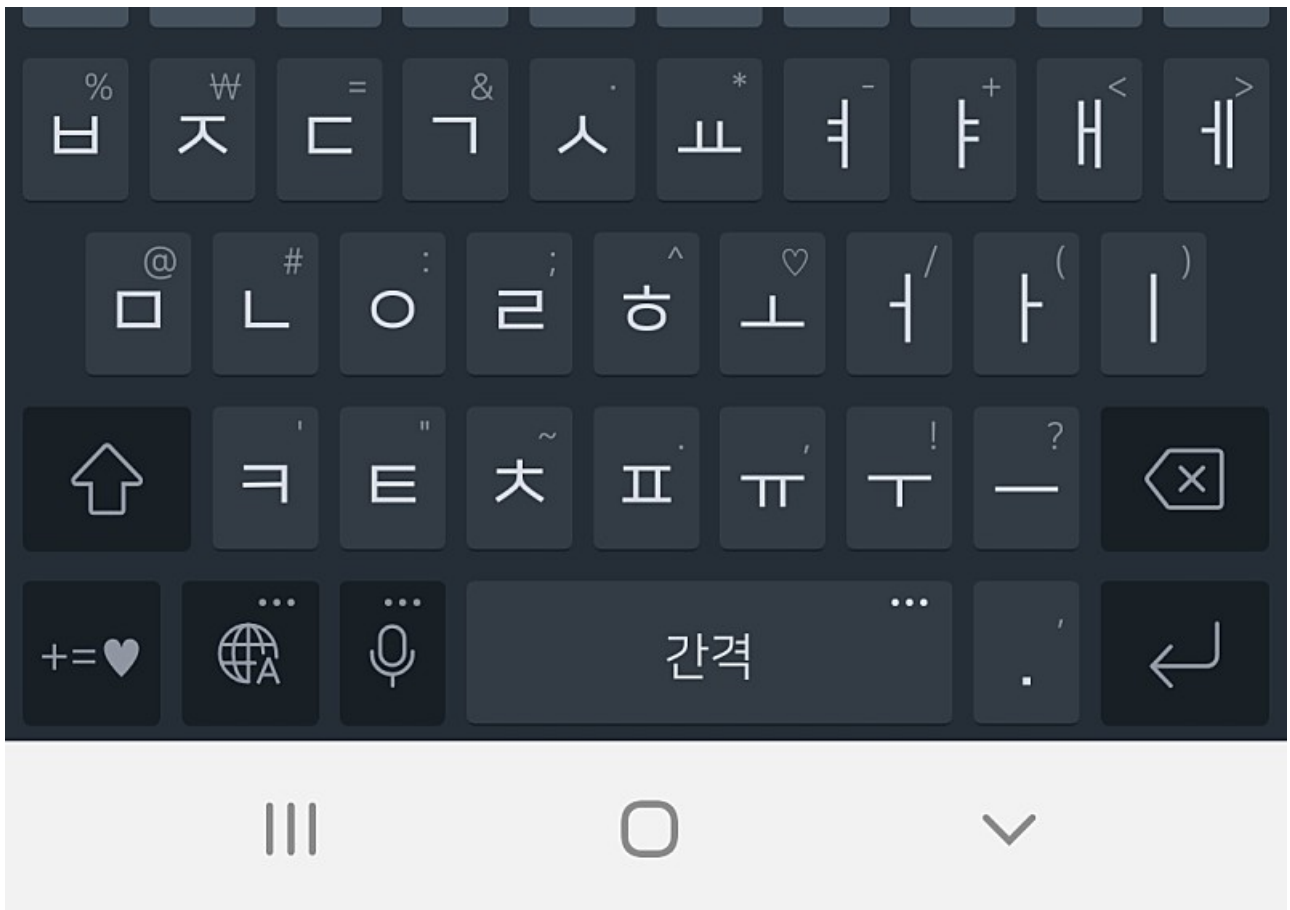 % ₩ = & · * - + < >
ㅂ ㅈ ㄷ ㄱ ㅅ ㅛ ㅕ ㅑ ㅐ ㅔ
@ # : ; ^ ♡ / ( )
ㅁ ㄴ ㅇ ㄹ ㅎ ㅗ ㅓ ㅏ ㅣ
' " ~ . , ! ?
ㅋ ㅌ ㅊ ㅍ ㅠ ㅜ ㅡ
+=♥ A 간격 . ,